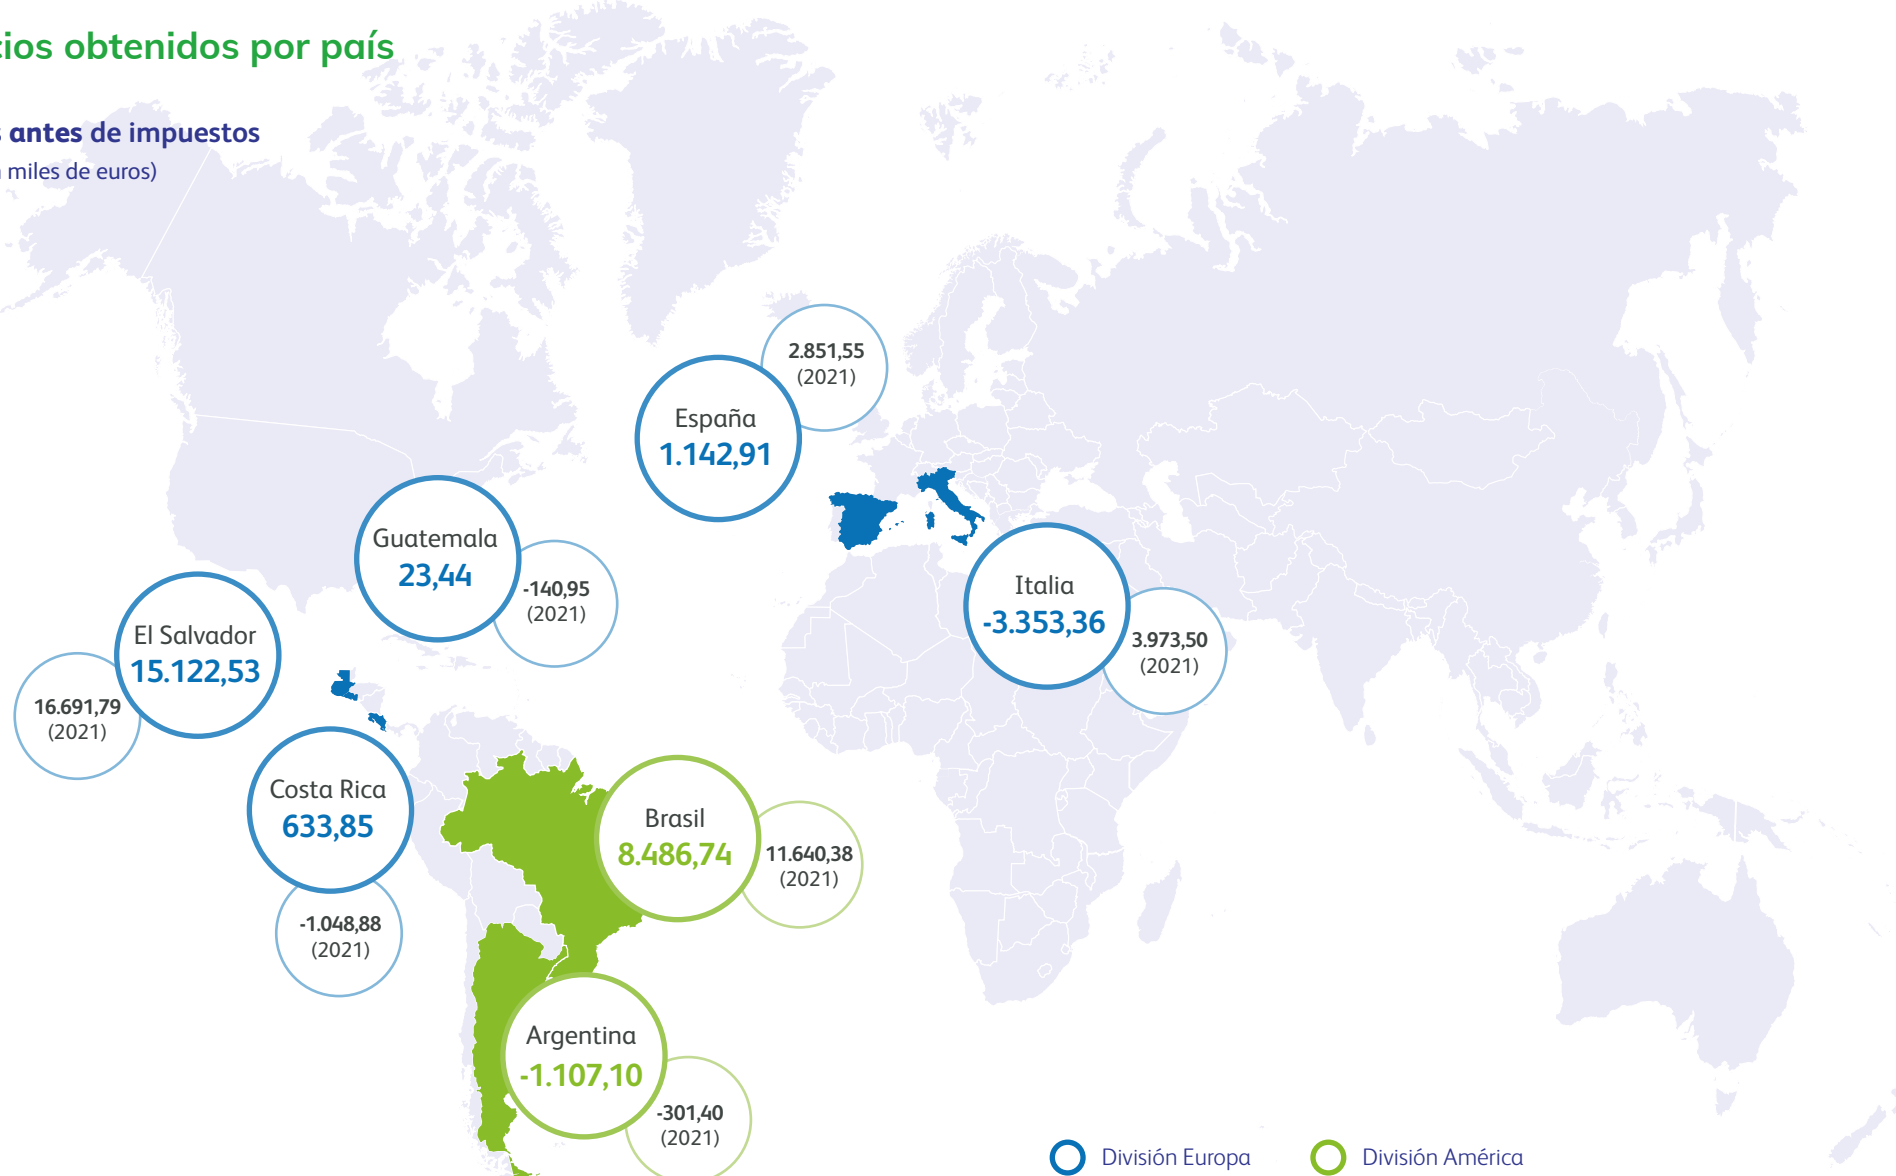 obtenidos por país
antes de impuestos
miles de euros)
2.851,55
(2021)
España
1.142,91
Guatemala
23,44
-140,95
(2021)
Italia
-3.353,36
3.973,50
(2021)
El Salvador
15.122,53
16.691,79
(2021)
Costa Rica
633,85
-1.048,88
(2021)
Brasil
8.486,74
11.640,38
(2021)
Argentina
-1.107,10
-301,40
(2021)
División Europa
División América